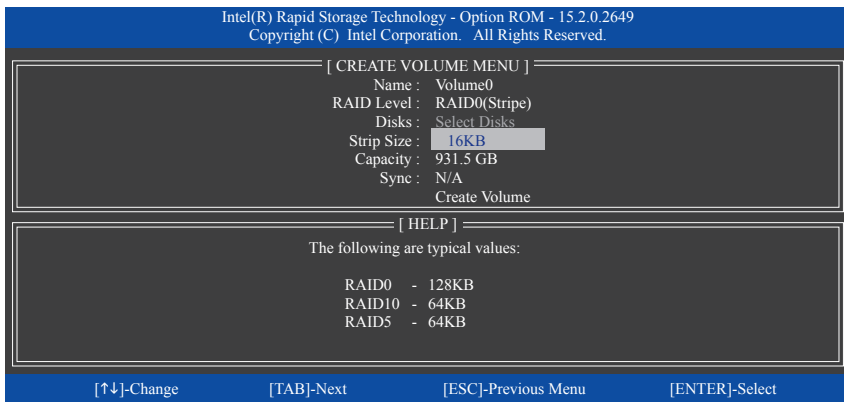 Intel(R) Rapid Storage Technology - Option ROM - 15.2.0.2649
Copyright (C) Intel Corporation. All Rights Reserved.
[ CREATE VOLUME MENU ]
Name : Volume0
RAID Level : RAID0(Stripe)
Disks : Select Disks
Strip Size : 16KB
Capacity : 931.5 GB
Sync : N/A
Create Volume
[ HELP ]
The following are typical values:
RAID0 - 128KB
RAID10 - 64KB
RAID5 - 64KB
[↑↓]-Change [TAB]-Next [ESC]-Previous Menu [ENTER]-Select